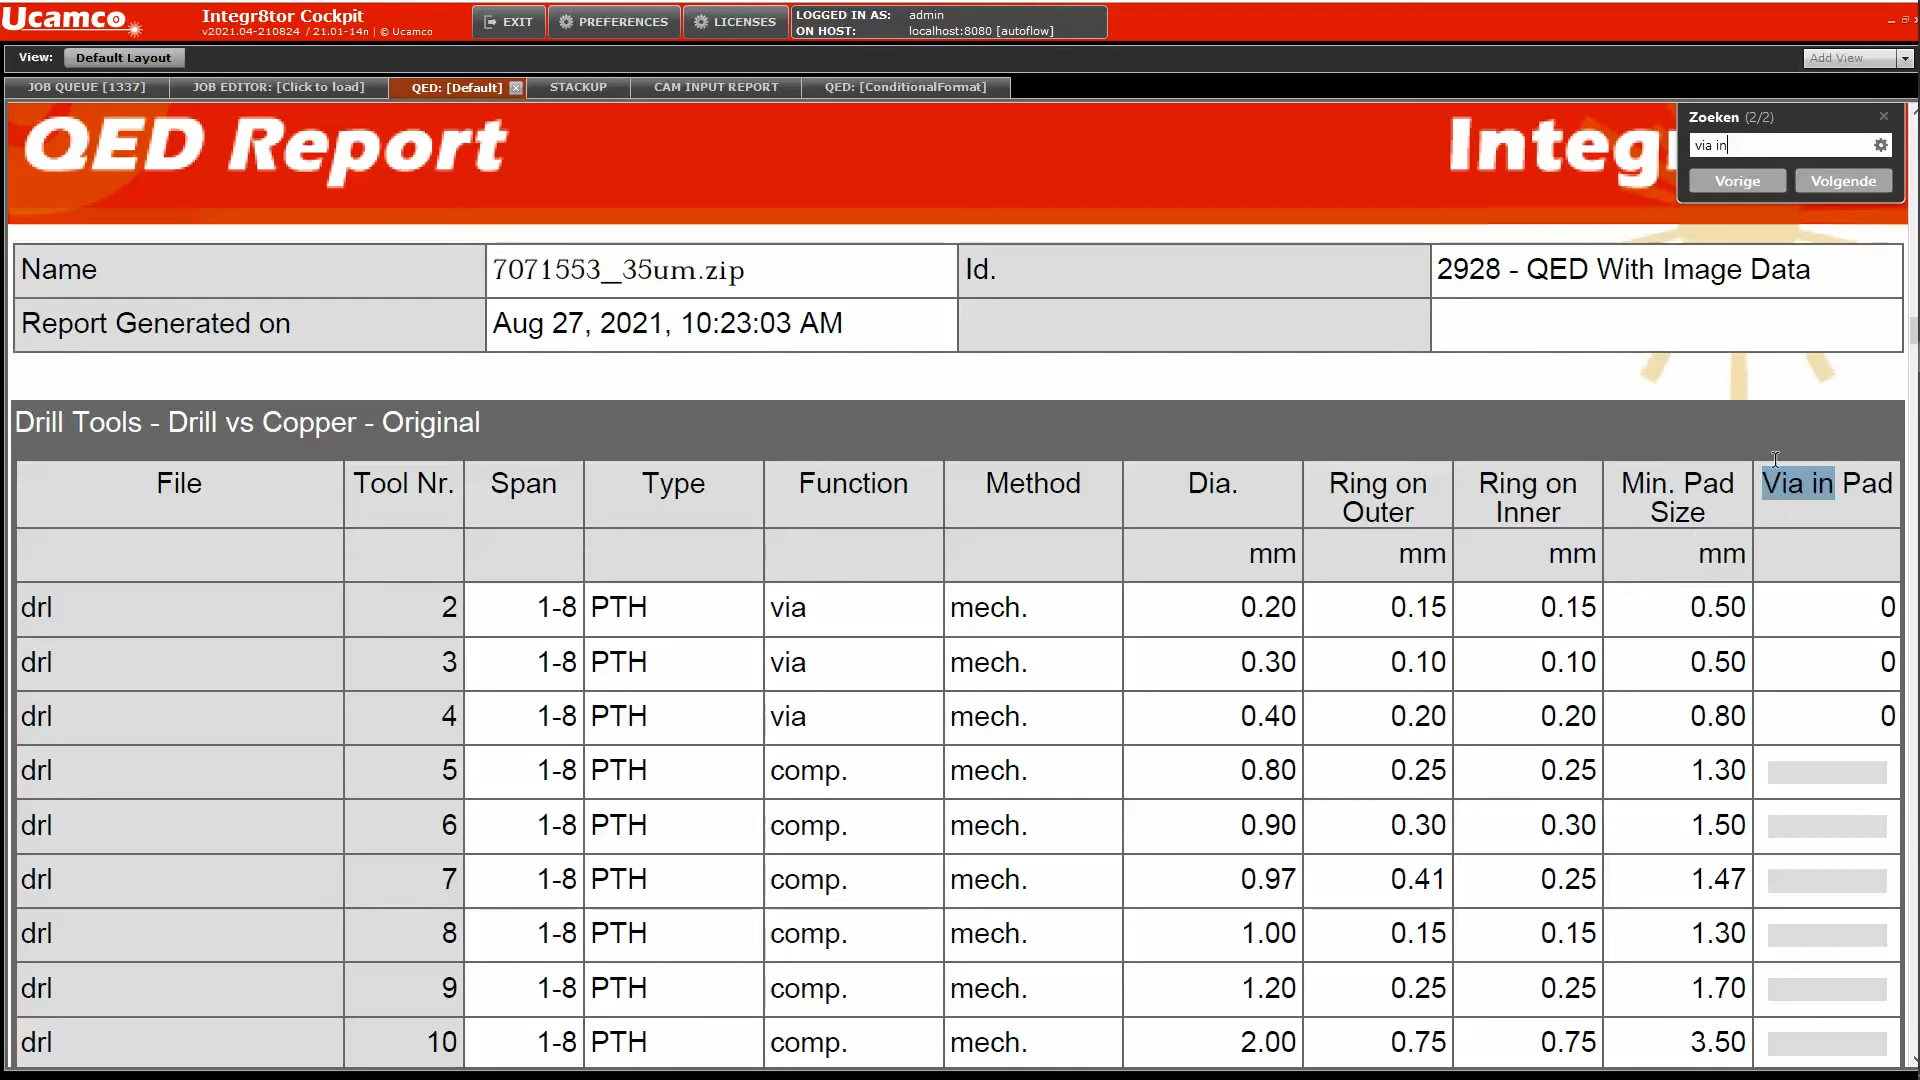 Ucamco
Integr8tor Cockpit
v2021.04-210824 / 21.01-14n | © Ucamco
EXIT
PREFERENCES
LICENSES
LOGGED IN AS: admin
ON HOST: localhost:8080 [autoflow]
View: Default Layout
Add View
JOB QUEUE [1337]
JOB EDITOR: [Click to load]
QED: [Default]
STACKUP
CAM INPUT REPORT
QED: [ConditionalFormat]
QED Report
Zoeken (2/2)
via in
Vorige Volgende
Name 7071553_35um.zip Id. 2928 - QED With Image Data
Report Generated on Aug 27, 2021, 10:23:03 AM
Drill Tools - Drill vs Copper - Original
File Tool Nr. Span Type Function Method Dia. Ring on Outer Ring on Inner Min. Pad Size Via in Pad
mm mm mm mm
drl 2 1-8 PTH via mech. 0.20 0.15 0.15 0.50 0
drl 3 1-8 PTH via mech. 0.30 0.10 0.10 0.50 0
drl 4 1-8 PTH via mech. 0.40 0.20 0.20 0.80 0
drl 5 1-8 PTH comp. mech. 0.80 0.25 0.25 1.30
drl 6 1-8 PTH comp. mech. 0.90 0.30 0.30 1.50
drl 7 1-8 PTH comp. mech. 0.97 0.41 0.25 1.47
drl 8 1-8 PTH comp. mech. 1.00 0.15 0.15 1.30
drl 9 1-8 PTH comp. mech. 1.20 0.25 0.25 1.70
drl 10 1-8 PTH comp. mech. 2.00 0.75 0.75 3.50